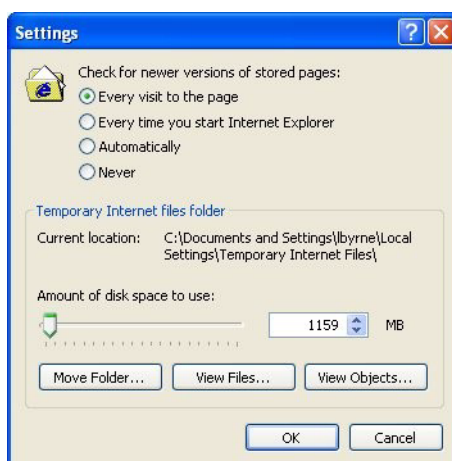 Settings
Check for newer versions of stored pages:
Every visit to the page
Every time you start Internet Explorer
Automatically
Never
Temporary Internet files folder
Current location: C:\Documents and Settings\lbyrne\Local
Settings\Temporary Internet Files\
Amount of disk space to use:
1159 MB
Move Folder... View Files... View Objects...
OK Cancel